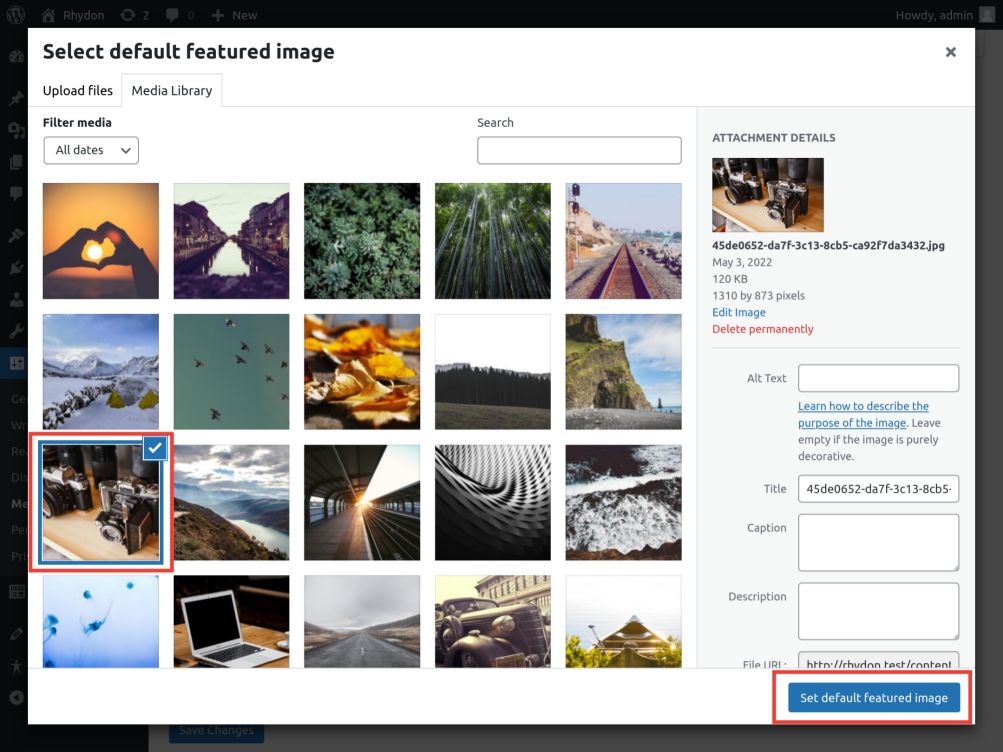 Rhydon 2 0 New Howdy, admin
Select default featured image
Upload files Media Library
Filter media
All dates
Search
ATTACHMENT DETAILS
45de0652-da7f-3c13-8cb5-ca92f7da3432.jpg
May 3, 2022
120 KB
1310 by 873 pixels
Edit Image
Delete permanently
Alt Text
Learn how to describe the
purpose of the image. Leave
empty if the image is purely
decorative.
Title 45de0652-da7f-3c13-8cb5-
Caption
Description
File URL: http://rhydon.test/content
Set default featured image
Save Changes